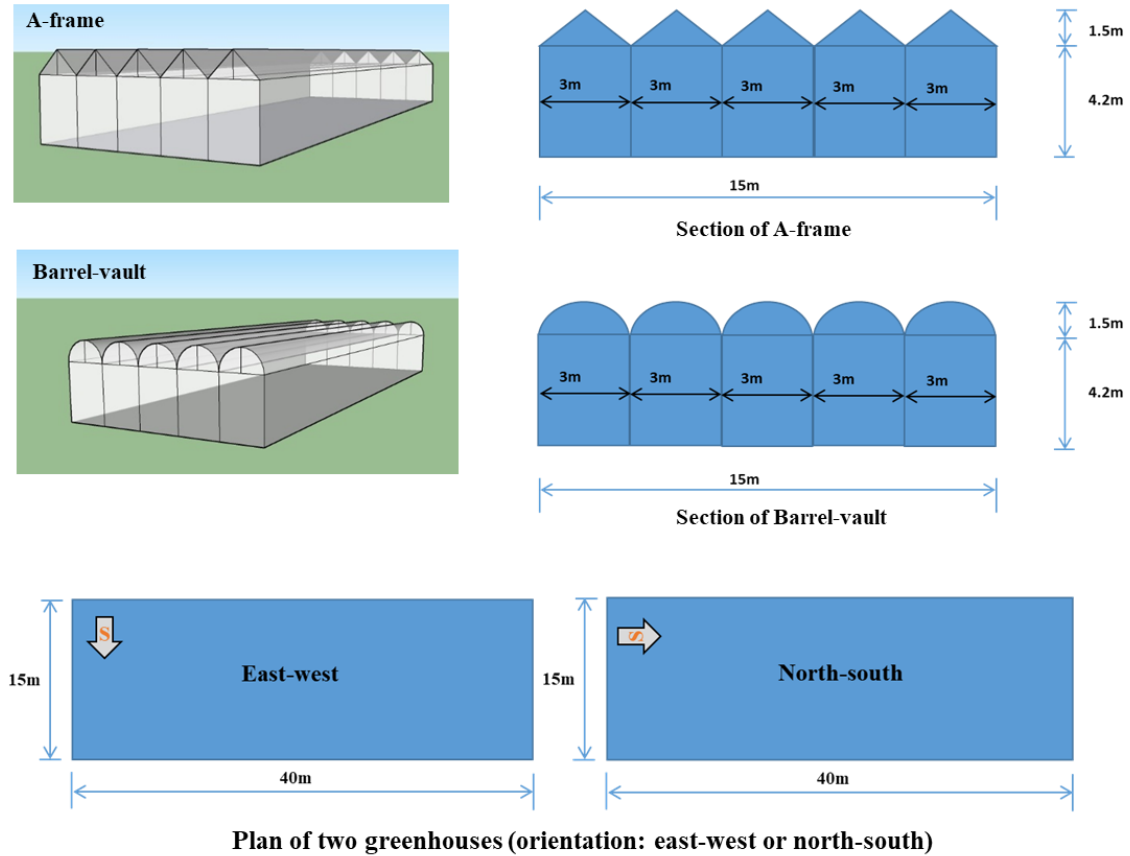 A-frame
1.5m
3m 3m 3m 3m 3m
4.2m
15m
Section of A-frame
Barrel-vault
1.5m
3m 3m 3m 3m 3m
4.2m
15m
Section of Barrel-vault
S
15m
East-west
40m
S
15m
North-south
40m
Plan of two greenhouses (orientation: east-west or north-south)